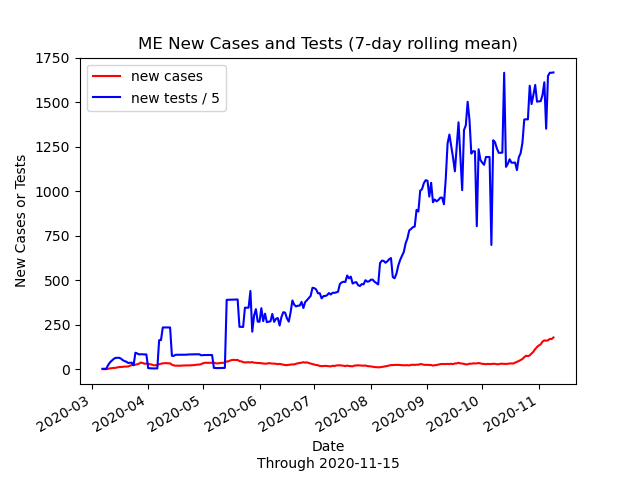 ME New Cases and Tests (7-day rolling mean)
new cases
new tests / 5
New Cases or Tests
1750
1500
1250
1000
750
500
250
0
2020-03
2020-04
2020-05
2020-06
2020-07
2020-08
2020-09
2020-10
2020-11
Date
Through 2020-11-15